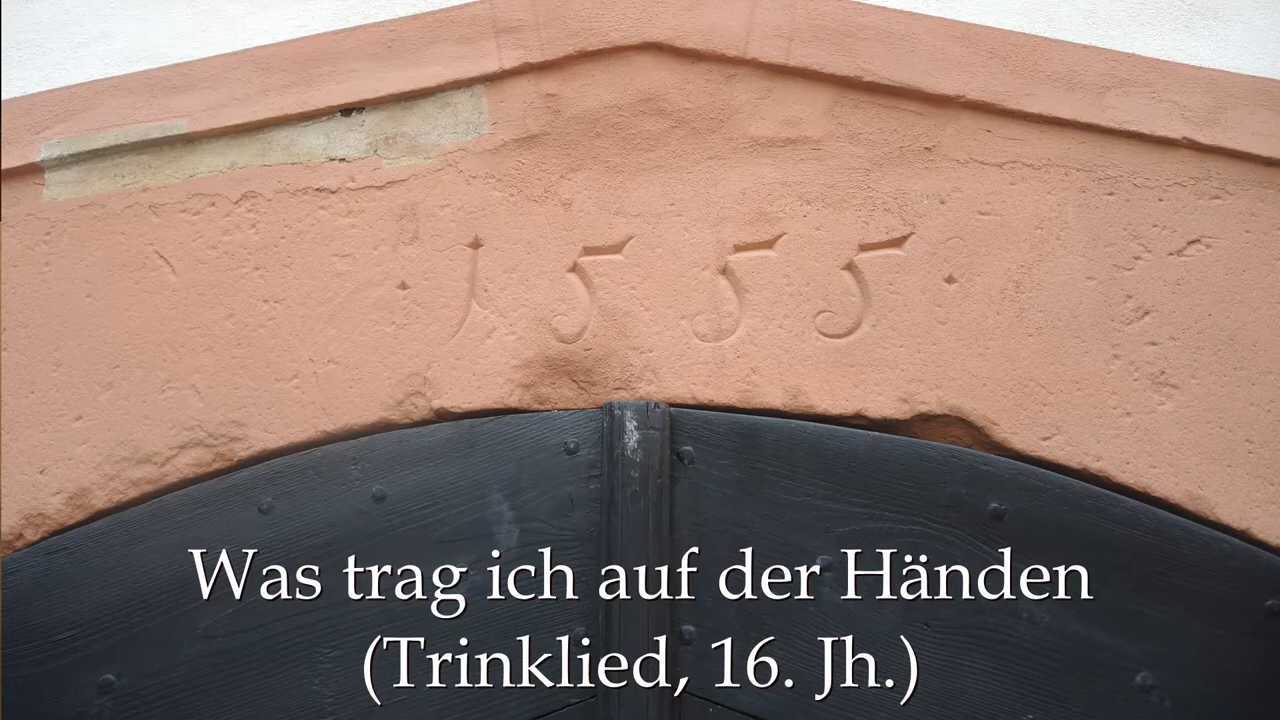 1555
Was trag ich auf der Händen
(Trinklied, 16. Jh.)